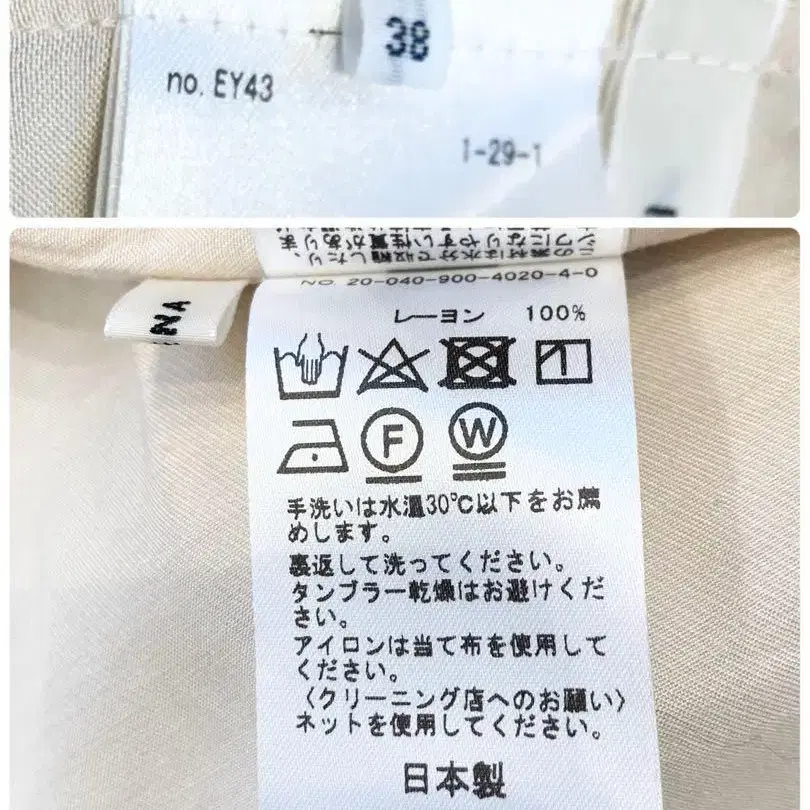 38
no. EY43
1-29-1
NO. 20-040-900-4020-4-0
レーヨン 100%
F
W
手洗いは水温30℃以下をお薦
めします。
裏返して洗ってください。
タンブラー乾燥はお避けくだ
さい。
アイロンは当て布を使用して
ください。
〈クリーニング店へのお願い〉
ネットを使用してください。
日本製